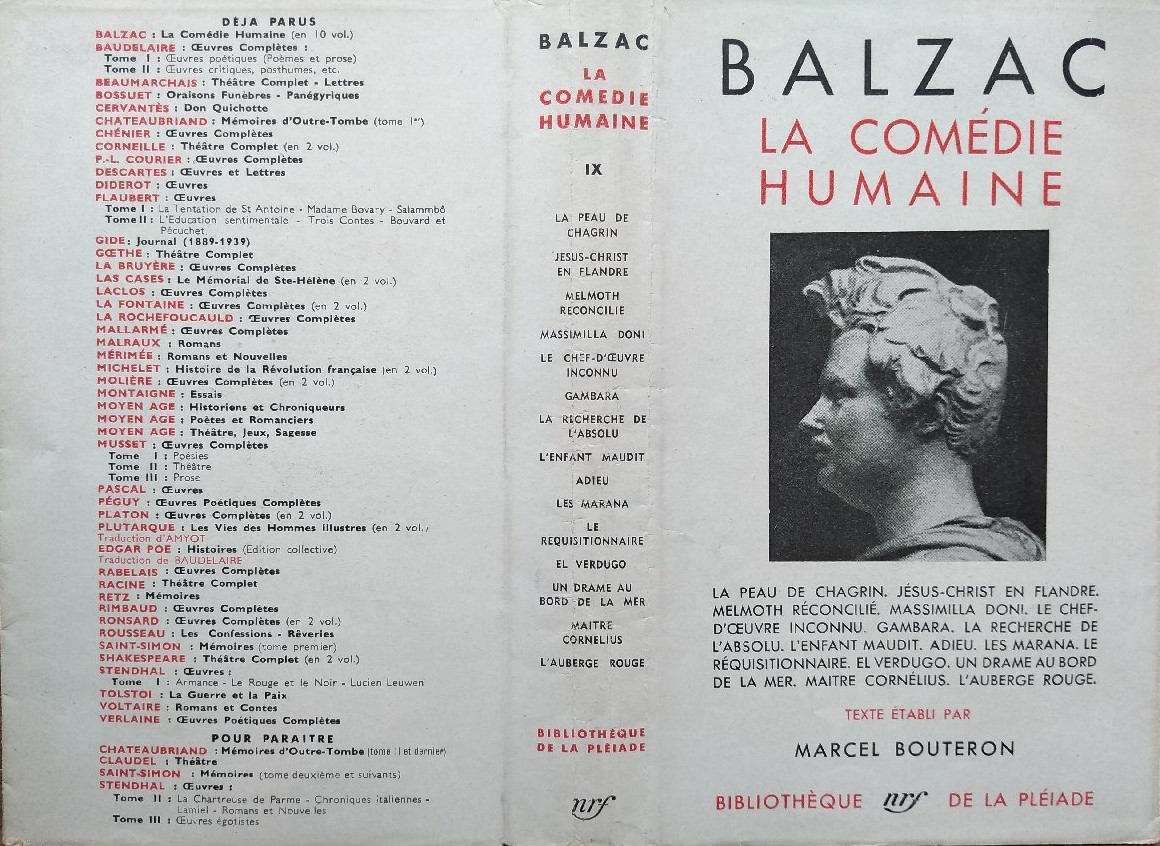 DÉJA PARUS
BALZAC : La Comédie Humaine (en 10 vol.)
BAUDELAIRE : Œuvres Complètes :
Tome I : Œuvres poétiques (Poèmes et prose)
Tome II : Œuvres critiques, posthumes, etc.
BEAUMARCHAIS : Théâtre Complet - Lettres
BOSSUET : Oraisons Funèbres - Panégyriques
CERVANTÈS : Don Quichotte
CHATEAUBRIAND : Mémoires d'Outre-Tombe (tome 1er)
CHÉNIER : Œuvres Complètes
CORNEILLE : Théâtre Complet (en 2 vol.)
P.-L. COURIER : Œuvres Complètes
DESCARTES : Œuvres et Lettres
DIDEROT : Œuvres
FLAUBERT : Œuvres
Tome I : La Tentation de St Antoine - Madame Bovary - Salammbô
Tome II : L'Education sentimentale - Trois Contes - Bouvard et
Pécuchet.
GIDE : Journal (1889-1939)
GŒTHE : Théâtre Complet
LA BRUYÈRE : Œuvres Complètes
LAS CASES : Le Mémorial de Ste-Hélène (en 2 vol.)
LACLOS : Œuvres Complètes
LA FONTAINE : Œuvres Complètes (en 2 vol.)
LA ROCHEFOUCAULD : Œuvres Complètes
MALLARMÉ : Œuvres Complètes
MALRAUX : Romans
MÉRIMÉE : Romans et Nouvelles
MICHELET : Histoire de la Révolution française (en 2 vol.)
MOLIÈRE : Œuvres Complètes (en 2 vol.)
MONTAIGNE : Essais
MOYEN AGE : Historiens et Chroniqueurs
MOYEN AGE : Poètes et Romanciers
MOYEN AGE : Théâtre, Jeux, Sagesse
MUSSET : Œuvres Complètes
Tome I : Poésies
Tome II : Théâtre
Tome III : Prose
PASCAL : Œuvres
PÉGUY : Œuvres Poétiques Complètes
PLATON : Œuvres Complètes (en 2 vol.)
PLUTARQUE : Les Vies des Hommes Illustres (en 2 vol.)
Traduction d'AMYOT
EDGAR POE : Histoires (Edition collective)
Traduction de BAUDELAIRE
RABELAIS : Œuvres Complètes
RACINE : Théâtre Complet
RETZ : Mémoires
RIMBAUD : Œuvres Complètes
RONSARD : Œuvres Complètes (en 2 vol.)
ROUSSEAU : Les Confessions - Rêveries
SAINT-SIMON : Mémoires (tome premier)
SHAKESPEARE : Théâtre Complet (en 2 vol.)
STENDHAL : Œuvres :
Tome I : Armance - Le Rouge et le Noir - Lucien Leuwen
TOLSTOI : La Guerre et la Paix
VOLTAIRE : Romans et Contes
VERLAINE : Œuvres Poétiques Complètes
POUR PARAITRE
CHATEAUBRIAND : Mémoires d'Outre-Tombe (tome II et dernier)
CLAUDEL : Théâtre
SAINT-SIMON : Mémoires (tome deuxième et suivants)
STENDHAL : Œuvres :
Tome II : La Chartreuse de Parme - Chroniques italiennes -
Lamiel - Romans et Nouvelles
Tome III : Œuvres égotistes
BALZAC
LA
COMEDIE
HUMAINE
IX
LA PEAU DE
CHAGRIN
JESUS-CHRIST
EN FLANDRE
MELMOTH
RECONCILIE
MASSIMILLA DONI
LE CHEF-D'ŒUVRE
INCONNU
GAMBARA
LA RECHERCHE DE
L'ABSOLU
L'ENFANT MAUDIT
ADIEU
LES MARANA
LE
REQUISITIONNAIRE
EL VERDUGO
UN DRAME AU
BORD DE LA MER
MAITRE
CORNELIUS
L'AUBERGE ROUGE
BIBLIOTHÈQUE
DE LA PLÉIADE
nrf
BALZAC
LA COMÉDIE
HUMAINE
LA PEAU DE CHAGRIN. JÉSUS-CHRIST EN FLANDRE.
MELMOTH RÉCONCILIÉ. MASSIMILLA DONI. LE CHEF-
D'ŒUVRE INCONNU. GAMBARA. LA RECHERCHE DE
L'ABSOLU. L'ENFANT MAUDIT. ADIEU. LES MARANA. LE
RÉQUISITIONNAIRE. EL VERDUGO. UN DRAME AU BORD
DE LA MER. MAITRE CORNÉLIUS. L'AUBERGE ROUGE.
TEXTE ÉTABLI PAR
MARCEL BOUTERON
BIBLIOTHÈQUE nrf DE LA PLÉIADE